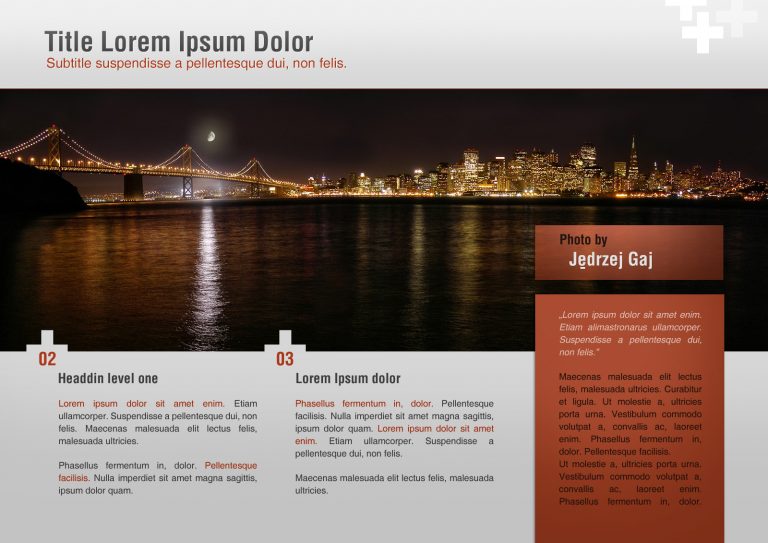 Title Lorem Ipsum Dolor
Subtitle suspendisse a pellentesque dui, non felis.
Photo by
Jędrzej Gaj
„Lorem ipsum dolor sit amet enim.
Etiam alimastronarus ullamcorper.
Suspendisse a pellentesque dui,
non felis."
Maecenas malesuada elit lectus
felis, malesuada ultricies. Curabitur
et ligula. Ut molestie a, ultricies
porta urna. Vestibulum commodo
volutpat a, convallis ac, laoreet
enim. Phasellus fermentum in,
dolor. Pellentesque facilisis.
Ut molestie a, ultricies porta urna.
Vestibulum commodo volutpat a,
convallis ac, laoreet enim.
Phasellus fermentum in, dolor.
02
Headdin level one
Lorem ipsum dolor sit amet enim. Etiam
ullamcorper. Suspendisse a pellentesque dui, non
felis. Maecenas malesuada elit lectus felis,
malesuada ultricies.
Phasellus fermentum in, dolor. Pellentesque
facilisis. Nulla imperdiet sit amet magna sagittis,
ipsum dolor quam.
03
Lorem Ipsum dolor
Phasellus fermentum in, dolor. Pellentesque
facilisis. Nulla imperdiet sit amet magna sagittis,
ipsum dolor quam. Lorem ipsum dolor sit amet
enim. Etiam ullamcorper. Suspendisse a
pellentesque dui, non felis.
Maecenas malesuada elit lectus felis, malesuada
ultricies.